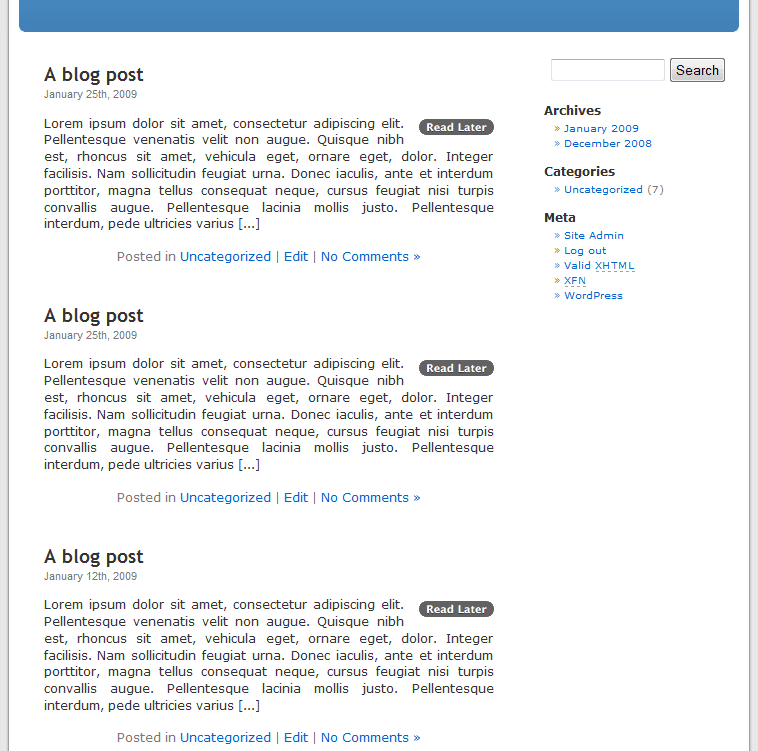 A blog post
January 25th, 2009
Lorem ipsum dolor sit amet, consectetur adipiscing elit.
Read Later
Pellentesque venenatis velit non augue. Quisque nibh
est, rhoncus sit amet, vehicula eget, ornare eget, dolor. Integer
facilisis. Nam sollicitudin feugiat urna. Donec iaculis, ante et interdum
porttitor, magna tellus consequat neque, cursus feugiat nisi turpis
convallis augue. Pellentesque lacinia mollis justo. Pellentesque
interdum, pede ultricies varius [...]
Posted in Uncategorized | Edit | No Comments »
A blog post
January 25th, 2009
Lorem ipsum dolor sit amet, consectetur adipiscing elit.
Read Later
Pellentesque venenatis velit non augue. Quisque nibh
est, rhoncus sit amet, vehicula eget, ornare eget, dolor. Integer
facilisis. Nam sollicitudin feugiat urna. Donec iaculis, ante et interdum
porttitor, magna tellus consequat neque, cursus feugiat nisi turpis
convallis augue. Pellentesque lacinia mollis justo. Pellentesque
interdum, pede ultricies varius [...]
Posted in Uncategorized | Edit | No Comments »
A blog post
January 12th, 2009
Lorem ipsum dolor sit amet, consectetur adipiscing elit.
Read Later
Pellentesque venenatis velit non augue. Quisque nibh
est, rhoncus sit amet, vehicula eget, ornare eget, dolor. Integer
facilisis. Nam sollicitudin feugiat urna. Donec iaculis, ante et interdum
porttitor, magna tellus consequat neque, cursus feugiat nisi turpis
convallis augue. Pellentesque lacinia mollis justo. Pellentesque
interdum, pede ultricies varius [...]
Posted in Uncategorized | Edit | No Comments »
Search
Archives
» January 2009
» December 2008
Categories
» Uncategorized (7)
Meta
» Site Admin
» Log out
» Valid XHTML
» XFN
» WordPress